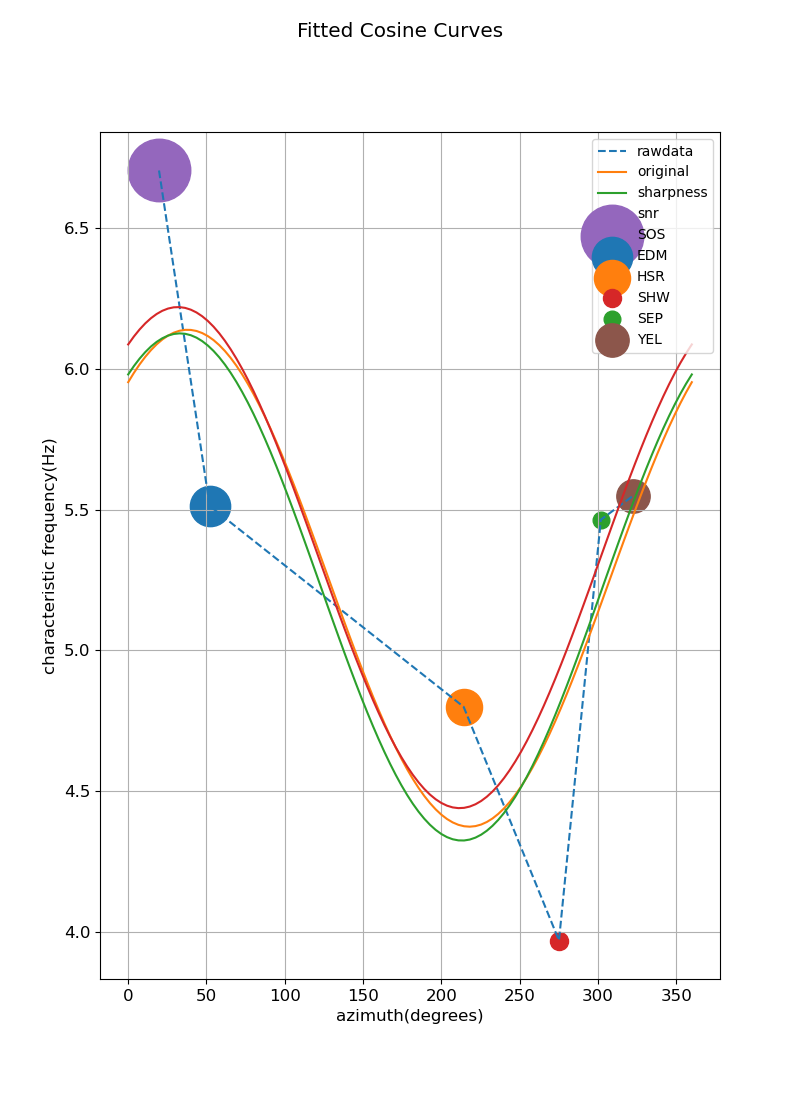 Fitted Cosine Curves
rawdata
original
sharpness
snr
SOS
EDM
HSR
SHW
SEP
YEL
characteristic frequency(Hz)
6.5
6.0
5.5
5.0
4.5
4.0
0 50 100 150 200 250 300 350
azimuth(degrees)